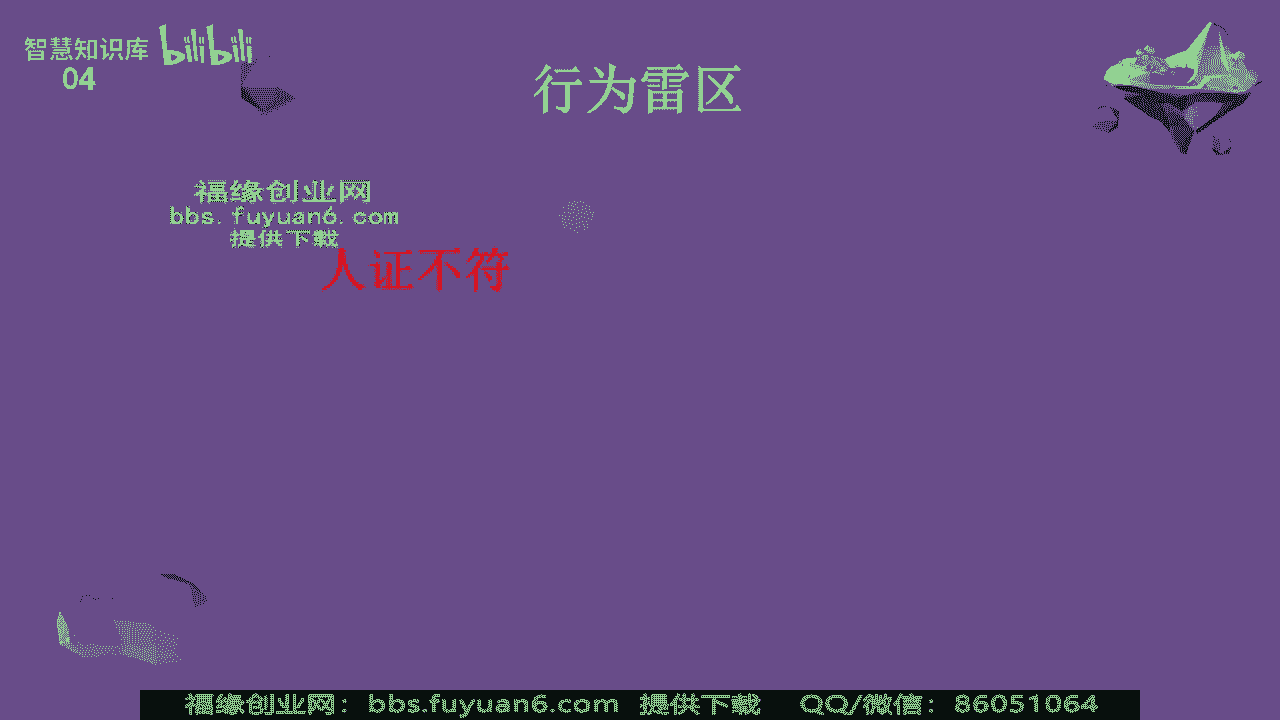 智慧知识库 bilibili
04
行为雷区
福缘创业网
bbs.fuyuan6.com
提供下载
人证不符
福缘创业网：bbs.fuyuan6.com 提供下载 QQ/微信：86051064